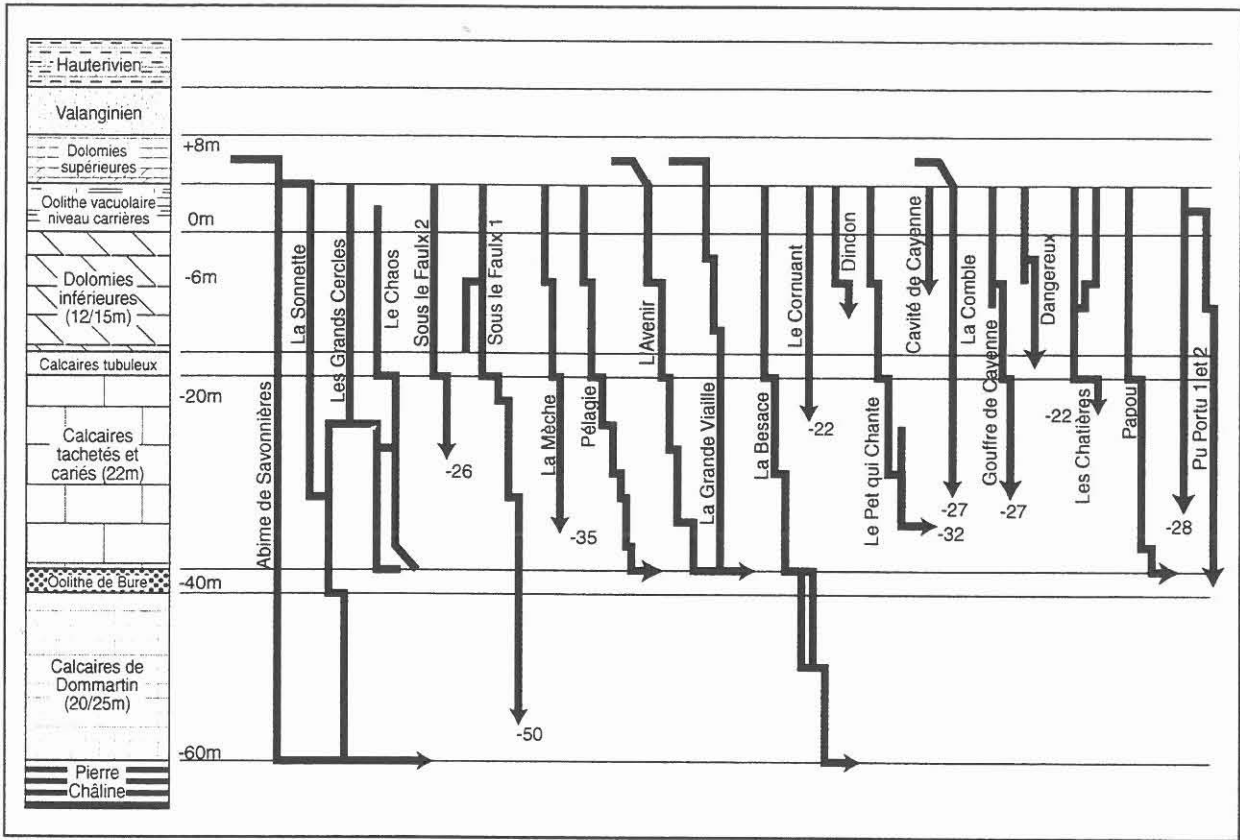 Hauterivien
Valanginien
Dolomies
supérieures
Oolithe vacuolaire
niveau carrières
Dolomies
inférieures
(12/15m)
Calcaires tubuleux
Calcaires
tachetés et
cariés (22m)
Oolithe de Bure
Calcaires de
Dommartin
(20/25m)
Pierre
Châline
+8m
0m
-6m
-20m
-40m
-60m
Abime de Savonnières
La Sonnette
Les Grands Cercles
Le Chaos
Sous le Faulx 2
-26
Sous le Faulx 1
-50
La Mèche
-35
Pélagie
L'Avenir
La Grande Viaille
La Besace
Le Cornuant
-22
Dincon
Le Pet qui Chante
-32
Cavité de Cayenne
La Comble
-27
Gouffre de Cavenne
-27
Dangereux
Les Chatières
-22
Papou
Pu Portu 1 et 2
-28